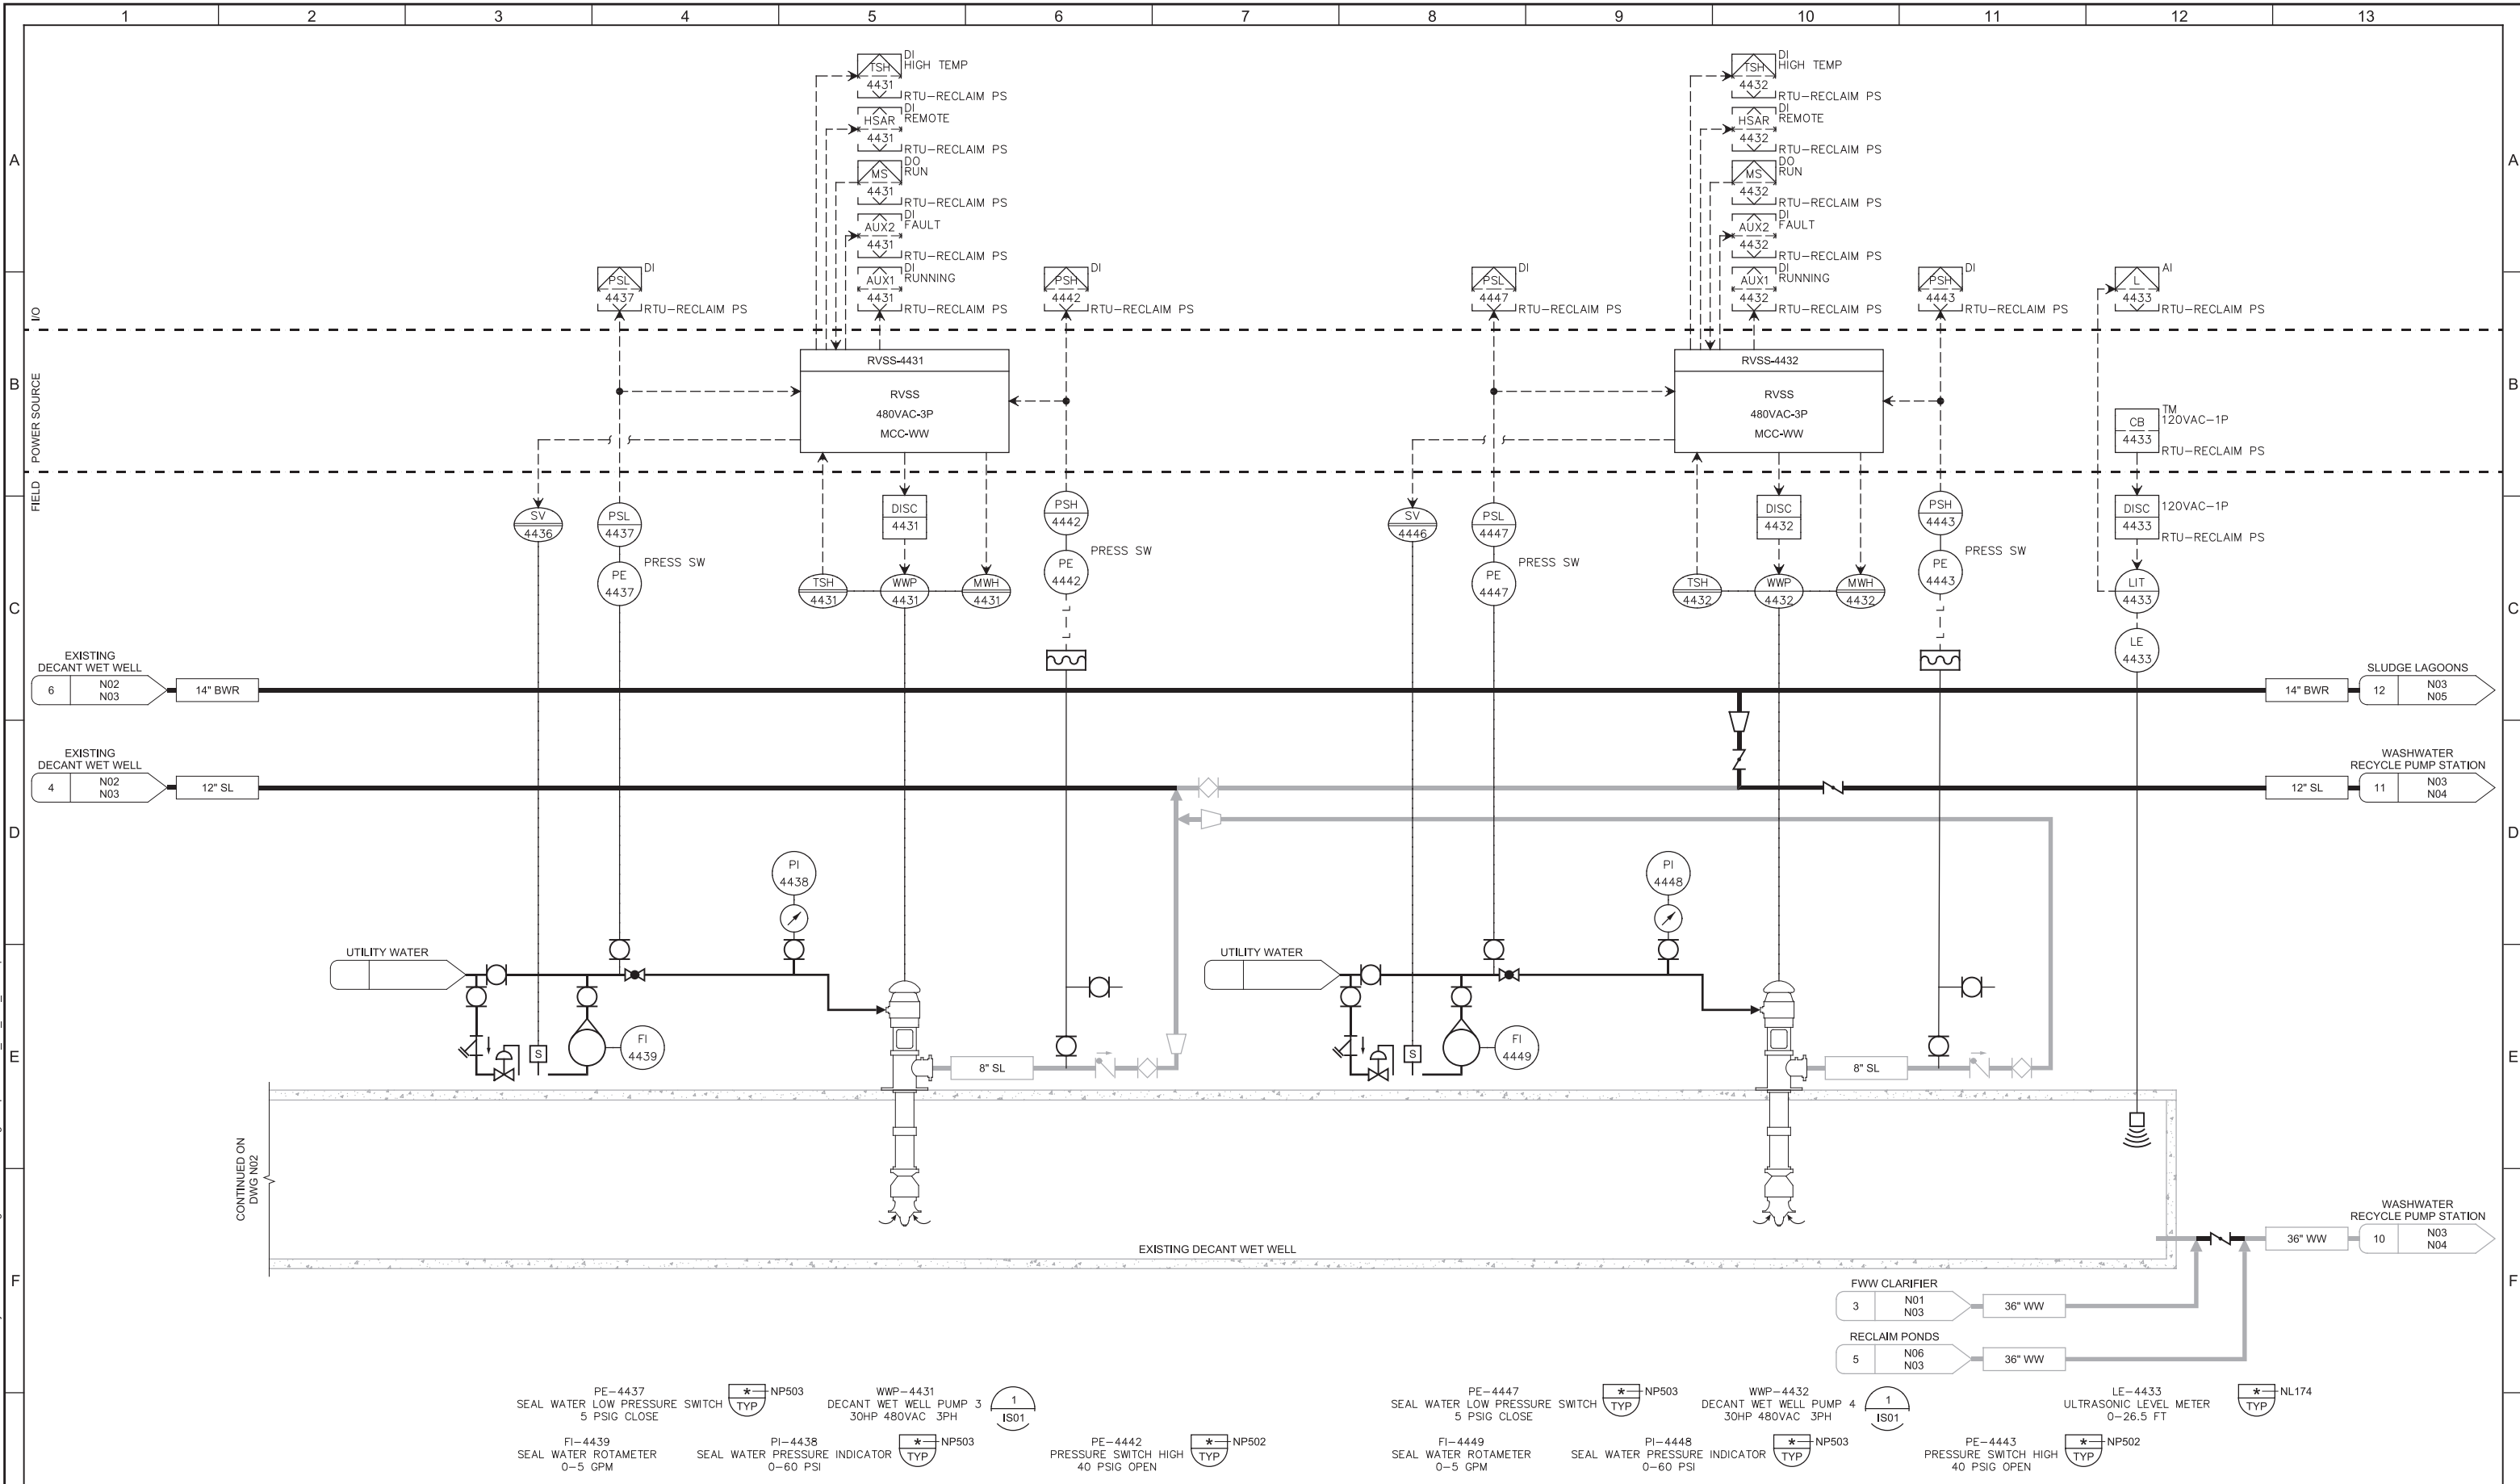 1 2 3 4 5 6 7 8 9 10 11 12 13
A
B
C
D
E
F
A
B
C
D
E
F
I/O
POWER SOURCE
FIELD
TSH
4431
DI
HIGH TEMP
RTU-RECLAIM PS
HSAR
4431
DI
REMOTE
RTU-RECLAIM PS
MS
4431
DO
RUN
RTU-RECLAIM PS
AUX2
4431
DI
FAULT
RTU-RECLAIM PS
AUX1
4431
DI
RUNNING
RTU-RECLAIM PS
PSL
4437
DI
RTU-RECLAIM PS
PSH
4442
DI
RTU-RECLAIM PS
TSH
4432
DI
HIGH TEMP
RTU-RECLAIM PS
HSAR
4432
DI
REMOTE
RTU-RECLAIM PS
MS
4432
DO
RUN
RTU-RECLAIM PS
AUX2
4432
DI
FAULT
RTU-RECLAIM PS
AUX1
4432
DI
RUNNING
RTU-RECLAIM PS
PSL
4447
DI
RTU-RECLAIM PS
PSH
4443
DI
RTU-RECLAIM PS
L
4433
AI
RTU-RECLAIM PS
RVSS-4431
RVSS
480VAC-3P
MCC-WW
RVSS-4432
RVSS
480VAC-3P
MCC-WW
CB
4433
TM
120VAC-1P
RTU-RECLAIM PS
SV
4436
PSL
4437
PE
4437
PRESS SW
DISC
4431
TSH
4431
WWP
4431
MWH
4431
PSH
4442
PE
4442
PRESS SW
SV
4446
PSL
4447
PE
4447
PRESS SW
DISC
4432
TSH
4432
WWP
4432
MWH
4432
PSH
4443
PE
4443
PRESS SW
DISC
4433
120VAC-1P
RTU-RECLAIM PS
LIT
4433
LE
4433
EXISTING
DECANT WET WELL
6 N02
N03
14" BWR
14" BWR
SLUDGE LAGOONS
12 N03
N05
EXISTING
DECANT WET WELL
4 N02
N03
12" SL
12" SL
WASHWATER
RECYCLE PUMP STATION
11 N03
N04
PI
4438
PI
4448
UTILITY WATER
UTILITY WATER
S
FI
4439
8" SL
S
FI
4449
8" SL
CONTINUED ON
DWG N02
EXISTING DECANT WET WELL
36" WW
WASHWATER
RECYCLE PUMP STATION
10 N03
N04
FWW CLARIFIER
3 N01
N03
36" WW
RECLAIM PONDS
5 N06
N03
36" WW
PE-4437
SEAL WATER LOW PRESSURE SWITCH
5 PSIG CLOSE
*
TYP
NP503
WWP-4431
DECANT WET WELL PUMP 3
30HP 480VAC 3PH
1
IS01
FI-4439
SEAL WATER ROTAMETER
0-5 GPM
PI-4438
SEAL WATER PRESSURE INDICATOR
0-60 PSI
*
TYP
NP503
PE-4442
PRESSURE SWITCH HIGH
40 PSIG OPEN
*
TYP
NP502
PE-4447
SEAL WATER LOW PRESSURE SWITCH
5 PSIG CLOSE
*
TYP
NP503
WWP-4432
DECANT WET WELL PUMP 4
30HP 480VAC 3PH
1
IS01
LE-4433
ULTRASONIC LEVEL METER
0-26.5 FT
*
TYP
NL174
FI-4449
SEAL WATER ROTAMETER
0-5 GPM
PI-4448
SEAL WATER PRESSURE INDICATOR
0-60 PSI
*
TYP
NP503
PE-4443
PRESSURE SWITCH HIGH
40 PSIG OPEN
*
TYP
NP502